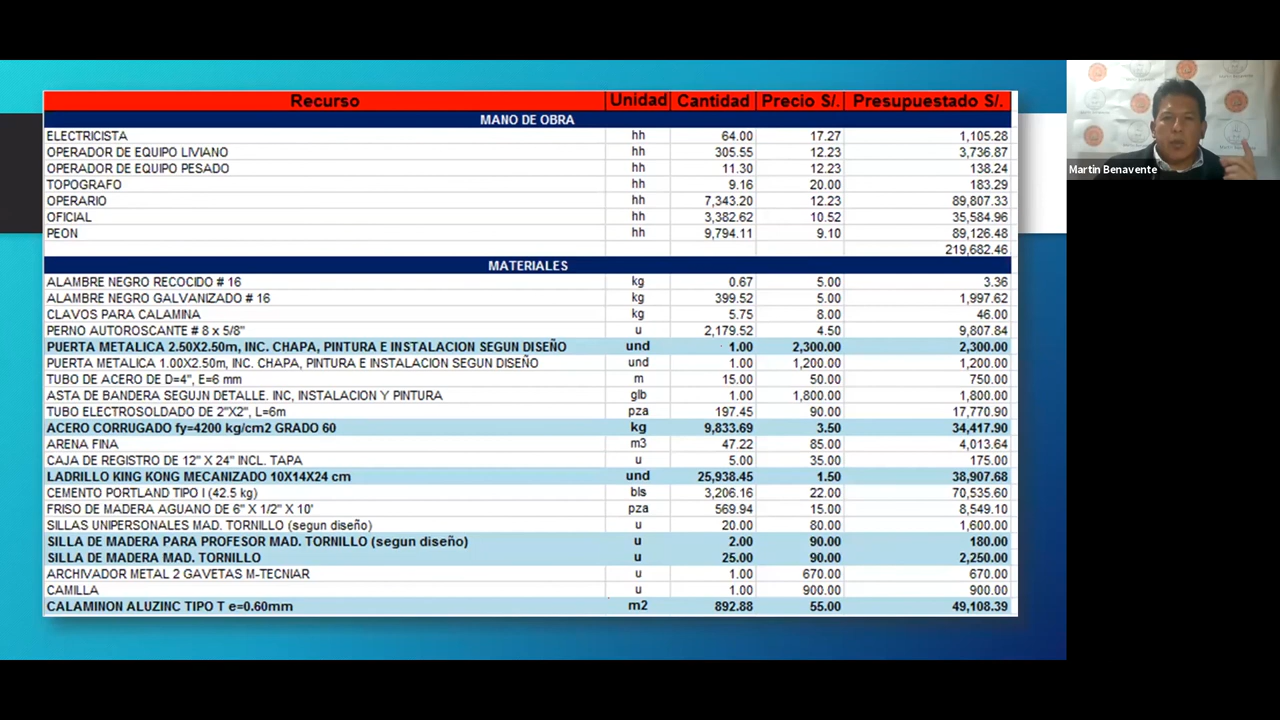 Recurso Unidad Cantidad Precio S/. Presupuestado S/.
MANO DE OBRA
ELECTRICISTA hh 64.00 17.27 1,105.28
OPERADOR DE EQUIPO LIVIANO hh 305.55 12.23 3,736.87
OPERADOR DE EQUIPO PESADO hh 11.30 12.23 138.24
TOPOGRAFO hh 9.16 20.00 183.29
OPERARIO hh 7,343.20 12.23 89,807.33
OFICIAL hh 3,382.62 10.52 35,584.96
PEON hh 9,794.11 9.10 89,126.48
219,682.46
MATERIALES
ALAMBRE NEGRO RECOCIDO # 16 kg 0.67 5.00 3.36
ALAMBRE NEGRO GALVANIZADO # 16 kg 399.52 5.00 1,997.62
CLAVOS PARA CALAMINA kg 5.75 8.00 46.00
PERNO AUTOROSCANTE # 8 x 5/8" u 2,179.52 4.50 9,807.84
PUERTA METALICA 2.50X2.50m, INC. CHAPA, PINTURA E INSTALACION SEGUN DISEÑO und 1.00 2,300.00 2,300.00
PUERTA METALICA 1.00X2.50m, INC. CHAPA, PINTURA E INSTALACION SEGUN DISEÑO und 1.00 1,200.00 1,200.00
TUBO DE ACERO DE D=4", E=6 mm m 15.00 50.00 750.00
ASTA DE BANDERA SEGUJN DETALLE. INC, INSTALACION Y PINTURA glb 1.00 1,800.00 1,800.00
TUBO ELECTROSOLDADO DE 2"X2", L=6m pza 197.45 90.00 17,770.90
ACERO CORRUGADO fy=4200 kg/cm2 GRADO 60 kg 9,833.69 3.50 34,417.90
ARENA FINA m3 47.22 85.00 4,013.64
CAJA DE REGISTRO DE 12" X 24" INCL. TAPA u 5.00 35.00 175.00
LADRILLO KING KONG MECANIZADO 10X14X24 cm und 25,938.45 1.50 38,907.68
CEMENTO PORTLAND TIPO I (42.5 kg) bls 3,206.16 22.00 70,535.60
FRISO DE MADERA AGUANO DE 6" X 1/2" X 10' pza 569.94 15.00 8,549.10
SILLAS UNIPERSONALES MAD. TORNILLO (segun diseño) u 20.00 80.00 1,600.00
SILLA DE MADERA PARA PROFESOR MAD. TORNILLO (segun diseño) u 2.00 90.00 180.00
SILLA DE MADERA MAD. TORNILLO u 25.00 90.00 2,250.00
ARCHIVADOR METAL 2 GAVETAS M-TECNIAR u 1.00 670.00 670.00
CAMILLA u 1.00 900.00 900.00
CALAMINON ALUZINC TIPO T e=0.60mm m2 892.88 55.00 49,108.39
Martin Benavente